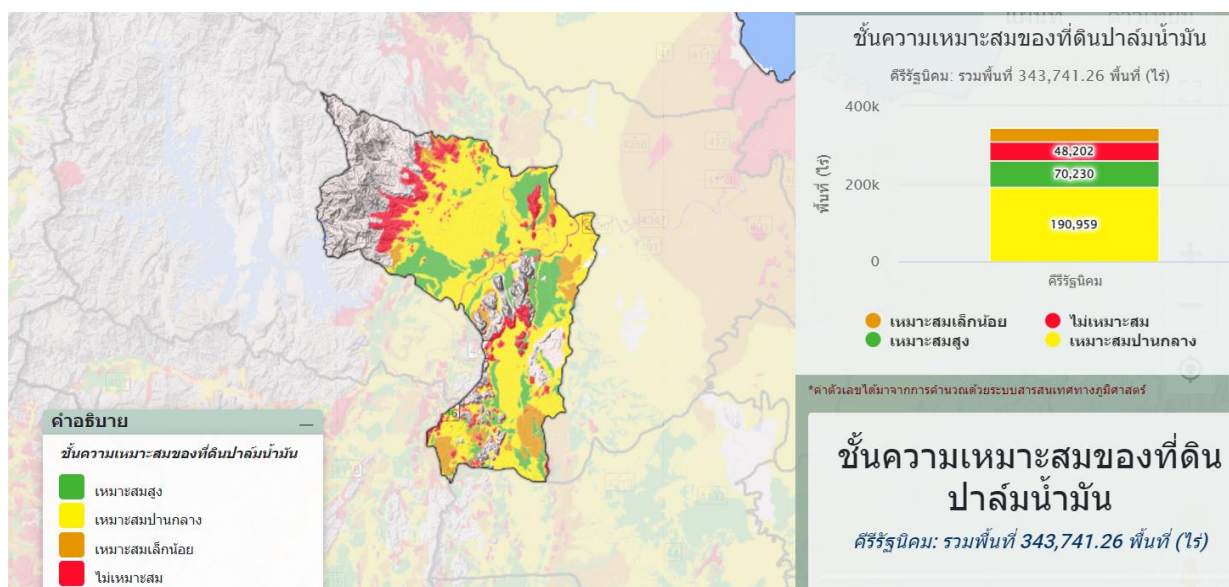 ชั้นความเหมาะสมของที่ดินปาล์มน้ำมัน
คีรีรัฐนิคม: รวมพื้นที่ 343,741.26 พื้นที่ (ไร่)
400k
200k
0
พื้นที่ (ไร่)
48,202
70,230
190,959
คีรีรัฐนิคม
เหมาะสมเล็กน้อย
ไม่เหมาะสม
เหมาะสมสูง
เหมาะสมปานกลาง
*ค่าตัวเลขได้มาจากการคำนวณด้วยระบบสารสนเทศทางภูมิศาสตร์
ชั้นความเหมาะสมของที่ดิน
ปาล์มน้ำมัน
คีรีรัฐนิคม: รวมพื้นที่ 343,741.26 พื้นที่ (ไร่)
คำอธิบาย
ชั้นความเหมาะสมของที่ดินปาล์มน้ำมัน
เหมาะสมสูง
เหมาะสมปานกลาง
เหมาะสมเล็กน้อย
ไม่เหมาะสม